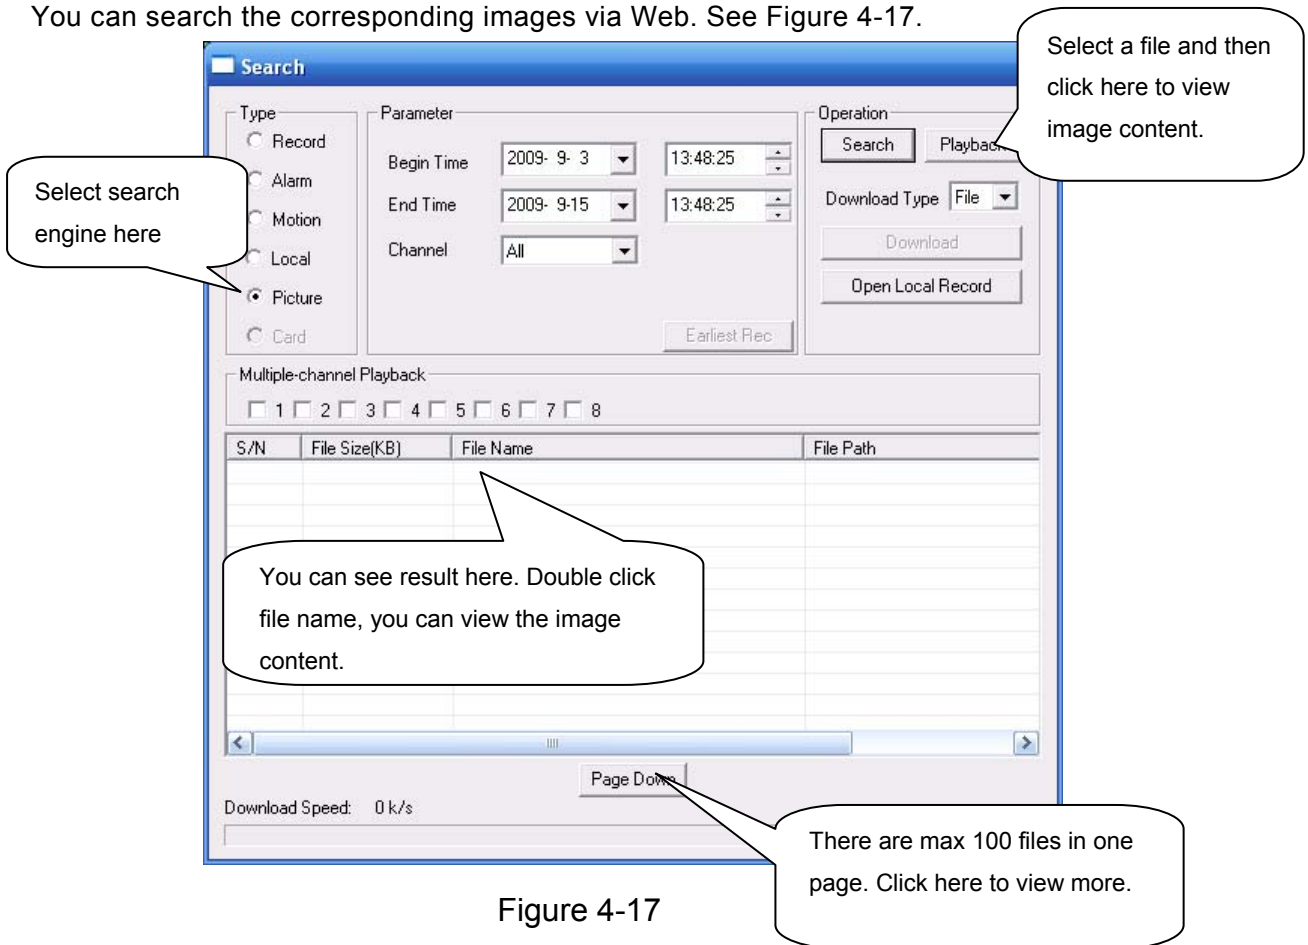 You can search the corresponding images via Web. See Figure 4-17.
Search
Select a file and then
click here to view
image content.
Type
Record
Alarm
Motion
Local
Picture
Card
Select search
engine here
Parameter
Begin Time 2009- 9- 3 13:48:25
End Time 2009- 9-15 13:48:25
Channel All
Earliest Rec
Operation
Search Playback
Download Type File
Download
Open Local Record
Multiple-channel Playback
1 2 3 4 5 6 7 8
S/N File Size(KB) File Name File Path
You can see result here. Double click
file name, you can view the image
content.
Page Down
Download Speed: 0 k/s
There are max 100 files in one
page. Click here to view more.
Figure 4-17